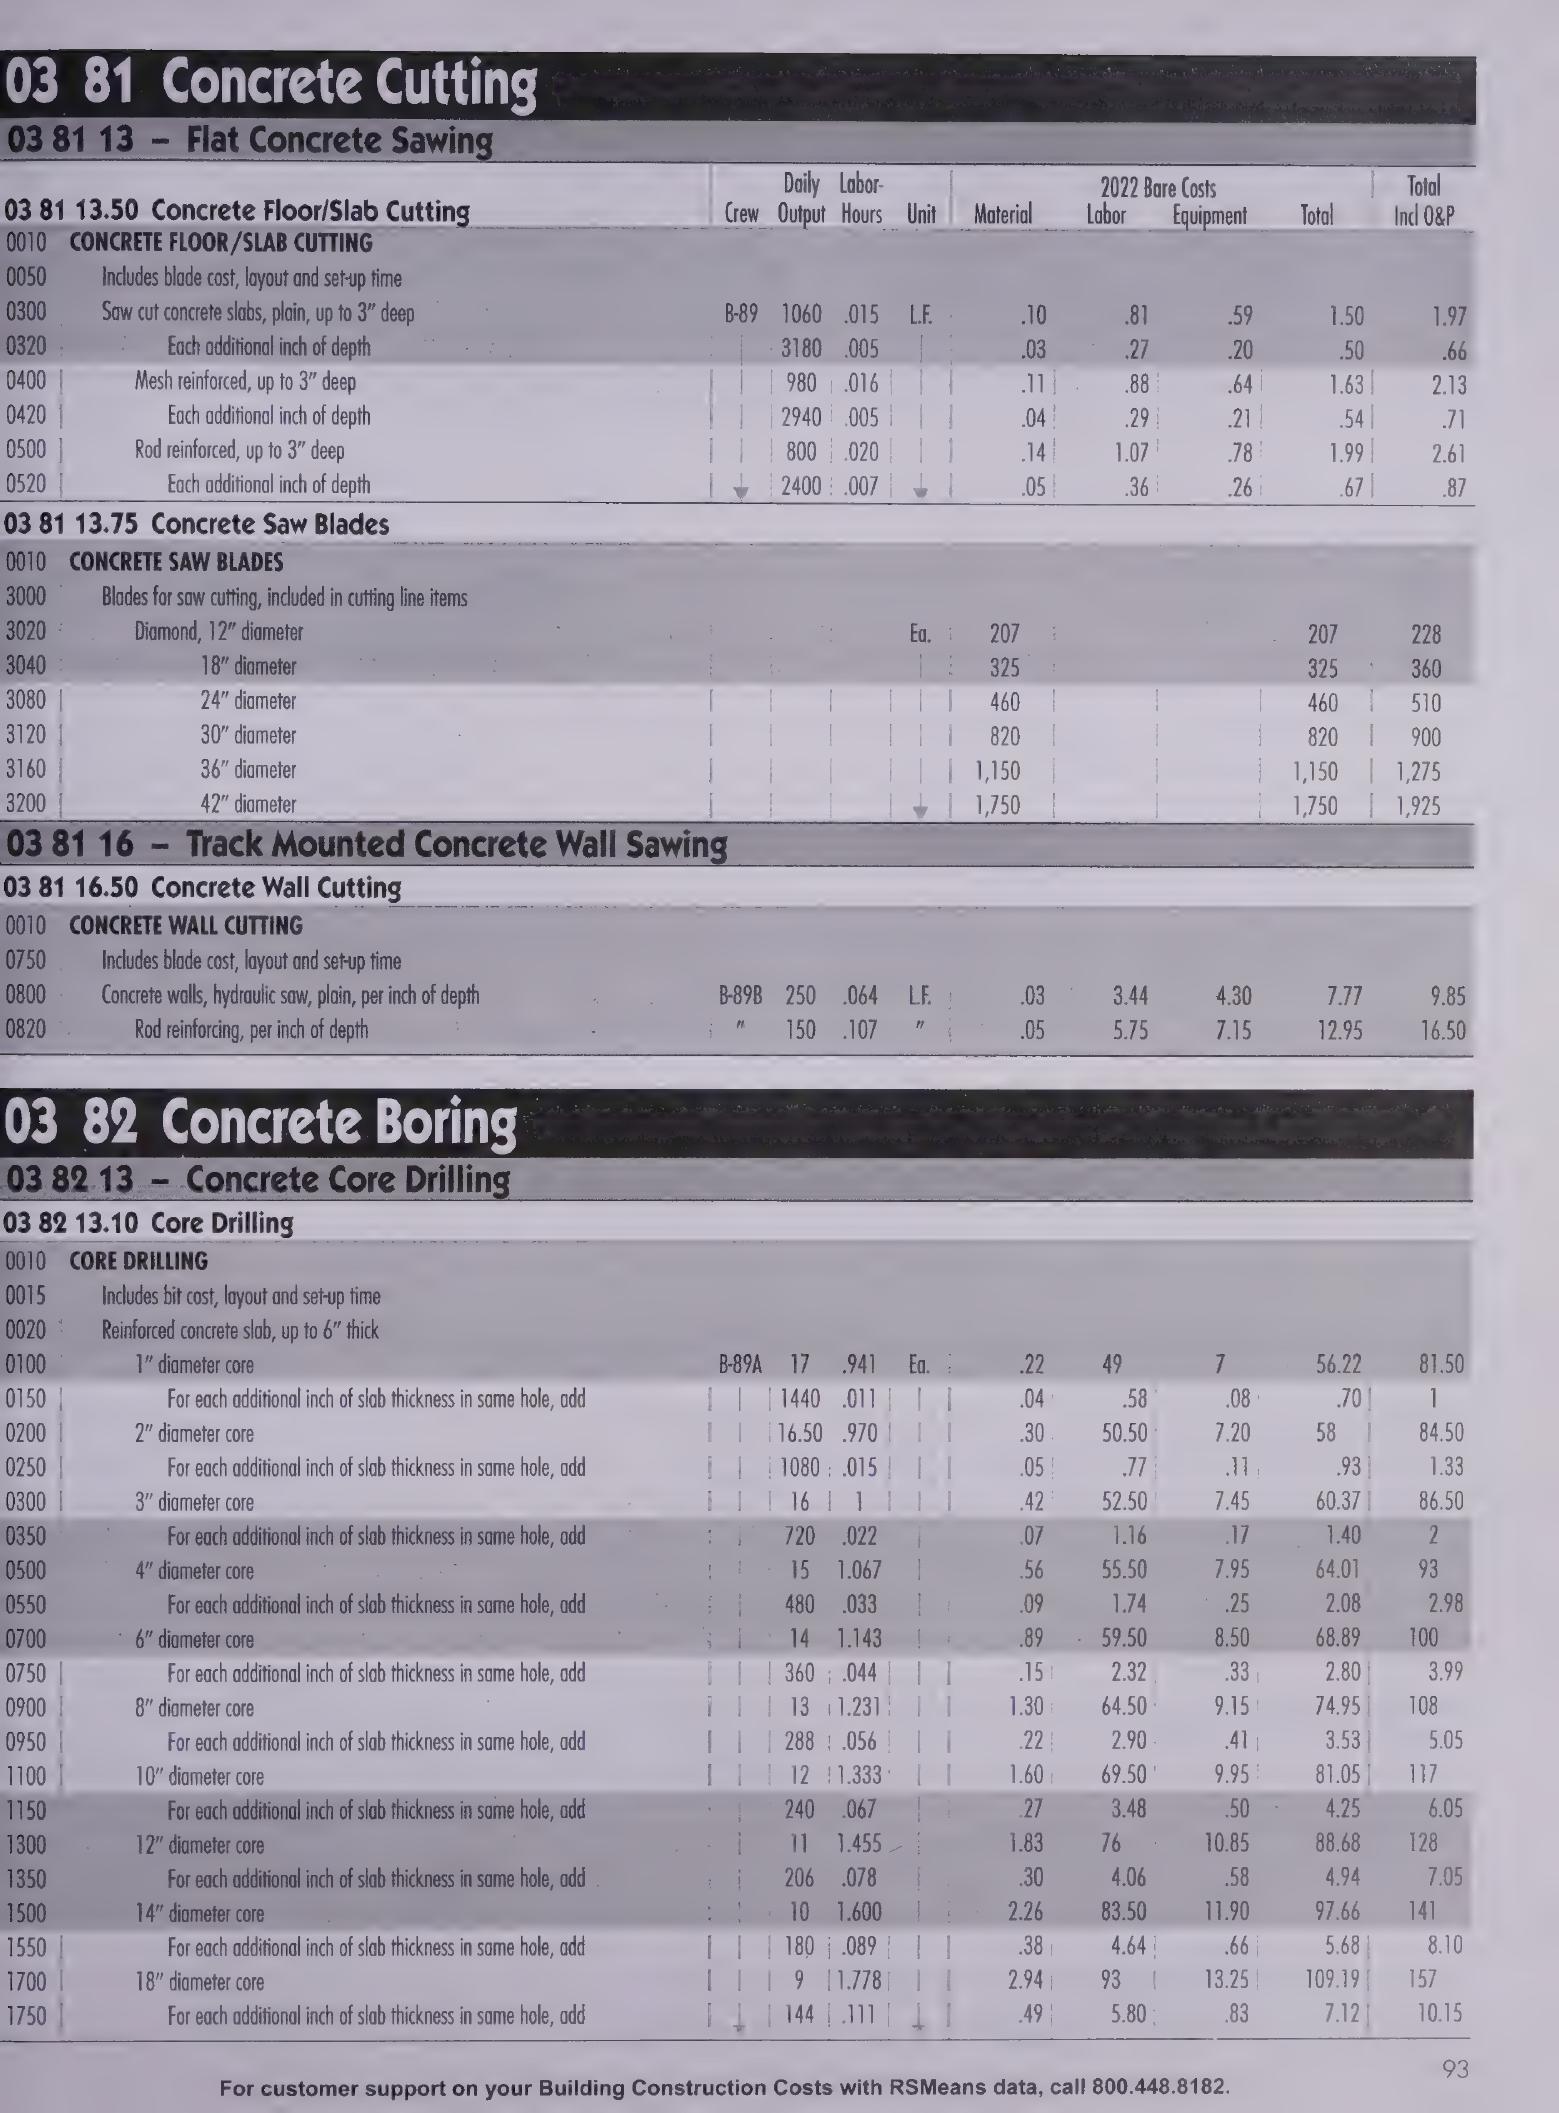 03 81 Concrete Cutting
03 81 13 – Flat Concrete Sawing
Daily Labor- 2022 Bare Costs Total
03 81 13.50 Concrete Floor/Slab Cutting Crew Output Hours Unit Material Labor Equipment Total Incl O&P
0010 CONCRETE FLOOR/SLAB CUTTING
0050 Includes blade cost, layout and set-up time
0300 Saw cut concrete slabs, plain, up to 3" deep B-89 1060 .015 L.F. .10 .81 .59 1.50 1.97
0320 Each additional inch of depth 3180 .005 .03 .27 .20 .50 .66
0400 Mesh reinforced, up to 3" deep 980 .016 .11 .88 .64 1.63 2.13
0420 Each additional inch of depth 2940 .005 .04 .29 .21 .54 .71
0500 Rod reinforced, up to 3" deep 800 .020 .14 1.07 .78 1.99 2.61
0520 Each additional inch of depth 2400 .007 .05 .36 .26 .67 .87
03 81 13.75 Concrete Saw Blades
0010 CONCRETE SAW BLADES
3000 Blades for saw cutting, included in cutting line items
3020 Diamond, 12" diameter Ea. 207 207 228
3040 18" diameter 325 325 360
3080 24" diameter 460 460 510
3120 30" diameter 820 820 900
3160 36" diameter 1,150 1,150 1,275
3200 42" diameter 1,750 1,750 1,925
03 81 16 – Track Mounted Concrete Wall Sawing
03 81 16.50 Concrete Wall Cutting
0010 CONCRETE WALL CUTTING
0750 Includes blade cost, layout and set-up time
0800 Concrete walls, hydraulic saw, plain, per inch of depth B-89B 250 .064 L.F. .03 3.44 4.30 7.77 9.85
0820 Rod reinforcing, per inch of depth " 150 .107 " .05 5.75 7.15 12.95 16.50
03 82 Concrete Boring
03 82 13 – Concrete Core Drilling
03 82 13.10 Core Drilling
0010 CORE DRILLING
0015 Includes bit cost, layout and set-up time
0020 Reinforced concrete slab, up to 6" thick
0100 1" diameter core B-89A 17 .941 Ea. .22 49 7 56.22 81.50
0150 For each additional inch of slab thickness in same hole, add 1440 .011 .04 .58 .08 .70 1
0200 2" diameter core 16.50 .970 .30 50.50 7.20 58 84.50
0250 For each additional inch of slab thickness in same hole, add 1080 .015 .05 .77 .11 .93 1.33
0300 3" diameter core 16 1 .42 52.50 7.45 60.37 86.50
0350 For each additional inch of slab thickness in same hole, add 720 .022 .07 1.16 .17 1.40 2
0500 4" diameter core 15 1.067 .56 55.50 7.95 64.01 93
0550 For each additional inch of slab thickness in same hole, add 480 .033 .09 1.74 .25 2.08 2.98
0700 6" diameter core 14 1.143 .89 59.50 8.50 68.89 100
0750 For each additional inch of slab thickness in same hole, add 360 .044 .15 2.32 .33 2.80 3.99
0900 8" diameter core 13 1.231 1.30 64.50 9.15 74.95 108
0950 For each additional inch of slab thickness in same hole, add 288 .056 .22 2.90 .41 3.53 5.05
1100 10" diameter core 12 1.333 1.60 69.50 9.95 81.05 117
1150 For each additional inch of slab thickness in same hole, add 240 .067 .27 3.48 .50 4.25 6.05
1300 12" diameter core 11 1.455 1.83 76 10.85 88.68 128
1350 For each additional inch of slab thickness in same hole, add 206 .078 .30 4.06 .58 4.94 7.05
1500 14" diameter core 10 1.600 2.26 83.50 11.90 97.66 141
1550 For each additional inch of slab thickness in same hole, add 180 .089 .38 4.64 .66 5.68 8.10
1700 18" diameter core 9 1.778 2.94 93 13.25 109.19 157
1750 For each additional inch of slab thickness in same hole, add 144 .111 .49 5.80 .83 7.12 10.15
93
For customer support on your Building Construction Costs with RSMeans data, call 800.448.8182.